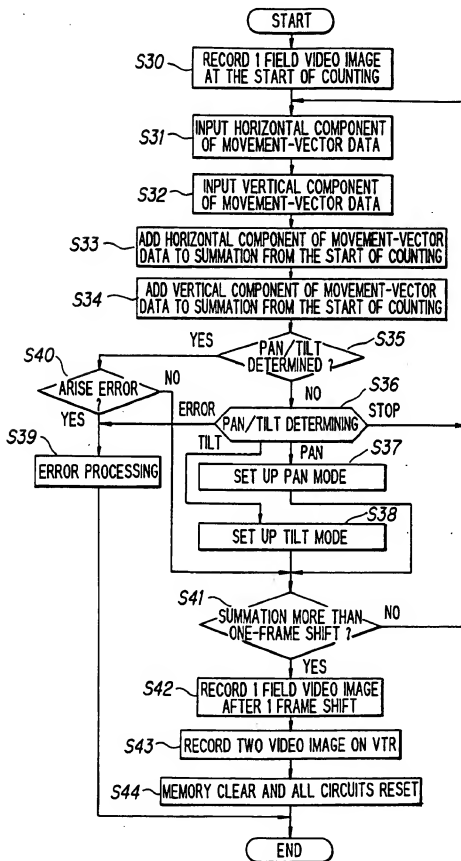 START
S30
RECORD 1 FIELD VIDEO IMAGE
AT THE START OF COUNTING
S31
INPUT HORIZONTAL COMPONENT
OF MOVEMENT-VECTOR DATA
S32
INPUT VERTICAL COMPONENT
OF MOVEMENT-VECTOR DATA
S33
ADD HORIZONTAL COMPONENT OF MOVEMENT-VECTOR
DATA TO SUMMATION FROM THE START OF COUNTING
S34
ADD VERTICAL COMPONENT OF MOVEMENT-VECTOR
DATA TO SUMMATION FROM THE START OF COUNTING
S35
PAN/TILT
DETERMINED ?
YES
NO
S40
ARISE ERROR
?
NO
YES
S36
PAN/TILT DETERMINING
ERROR
STOP
TILT
PAN
S39
ERROR PROCESSING
S37
SET UP PAN MODE
S38
SET UP TILT MODE
S41
SUMMATION MORE THAN
ONE-FRAME SHIFT ?
NO
YES
S42
RECORD 1 FIELD VIDEO IMAGE
AFTER 1 FRAME SHIFT
S43
RECORD TWO VIDEO IMAGE ON VTR
S44
MEMORY CLEAR AND ALL CIRCUITS RESET
END